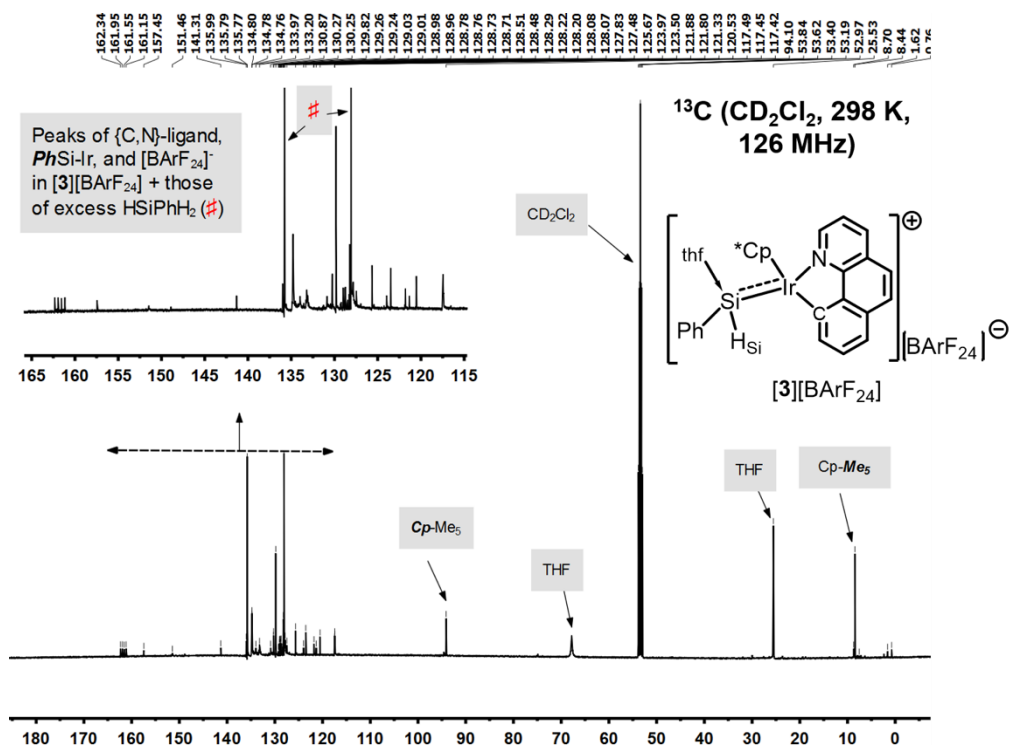 162.34
161.95
161.55
161.15
157.45
151.46
141.31
135.99
135.79
135.77
134.80
134.78
134.76
133.97
133.20
130.87
130.27
130.25
129.82
129.26
129.24
129.03
129.01
128.98
128.96
128.78
128.76
128.73
128.71
128.51
128.48
128.29
128.22
128.20
128.08
128.07
127.83
127.48
125.67
123.97
123.50
121.88
121.80
121.33
120.53
117.49
117.45
117.42
94.10
53.84
53.62
53.40
53.19
52.97
25.53
8.70
8.44
1.62
0.76
Peaks of {C,N}-ligand,
PhSi-Ir, and [BArF₂₄]⁻
in [3][BArF₂₄] + those
of excess HSiPhH₂ (♯)
♯
¹³C (CD₂Cl₂, 298 K,
126 MHz)
CD₂Cl₂
thf
*Cp
N
Si
Ir
C
Ph
H_Si
⊕
[BArF₂₄]
⊖
[3][BArF₂₄]
165 160 155 150 145 140 135 130 125 120 115
Cp-Me₅
THF
THF
Cp-Me₅
180 170 160 150 140 130 120 110 100 90 80 70 60 50 40 30 20 10 0